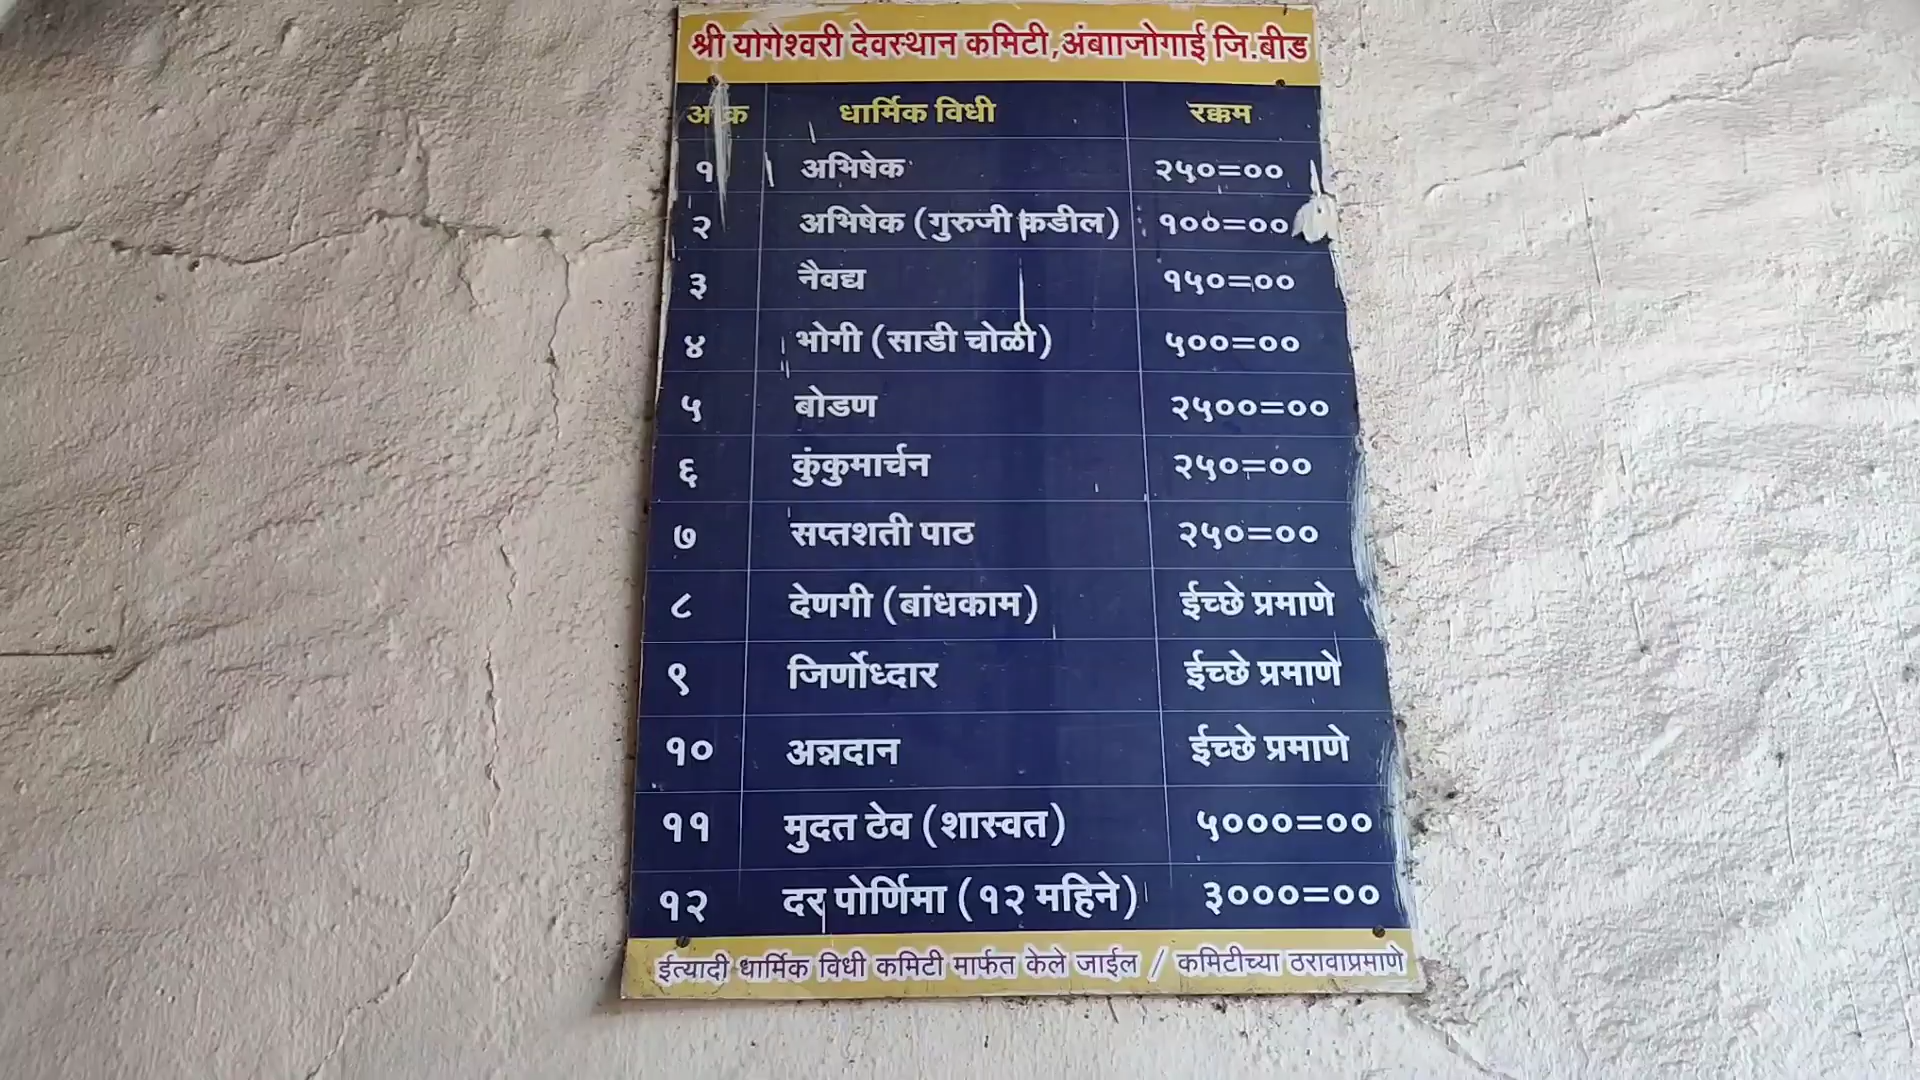 श्री योगेश्वरी देवस्थान कमिटी,अंबााजोगाई जि.बीड
धार्मिक विधी रक्कम
१ अभिषेक २५०=००
२ अभिषेक (गुरुजी कडील) १००=००
३ नैवद्य १५०=००
४ भोगी (साडी चोळी) ५००=००
५ बोडण २५००=००
६ कुंकुमार्चन २५०=००
७ सप्तशती पाठ २५०=००
८ देणगी (बांधकाम) ईच्छे प्रमाणे
९ जिर्णोध्दार ईच्छे प्रमाणे
१० अन्नदान ईच्छे प्रमाणे
११ मुदत ठेव (शास्वत) ५०००=००
१२ दर पोर्णिमा (१२ महिने) ३०००=००
ईत्यादी धार्मिक विधी कमिटी मार्फत केले जाईल / कमिटीच्या ठरावाप्रमाणे